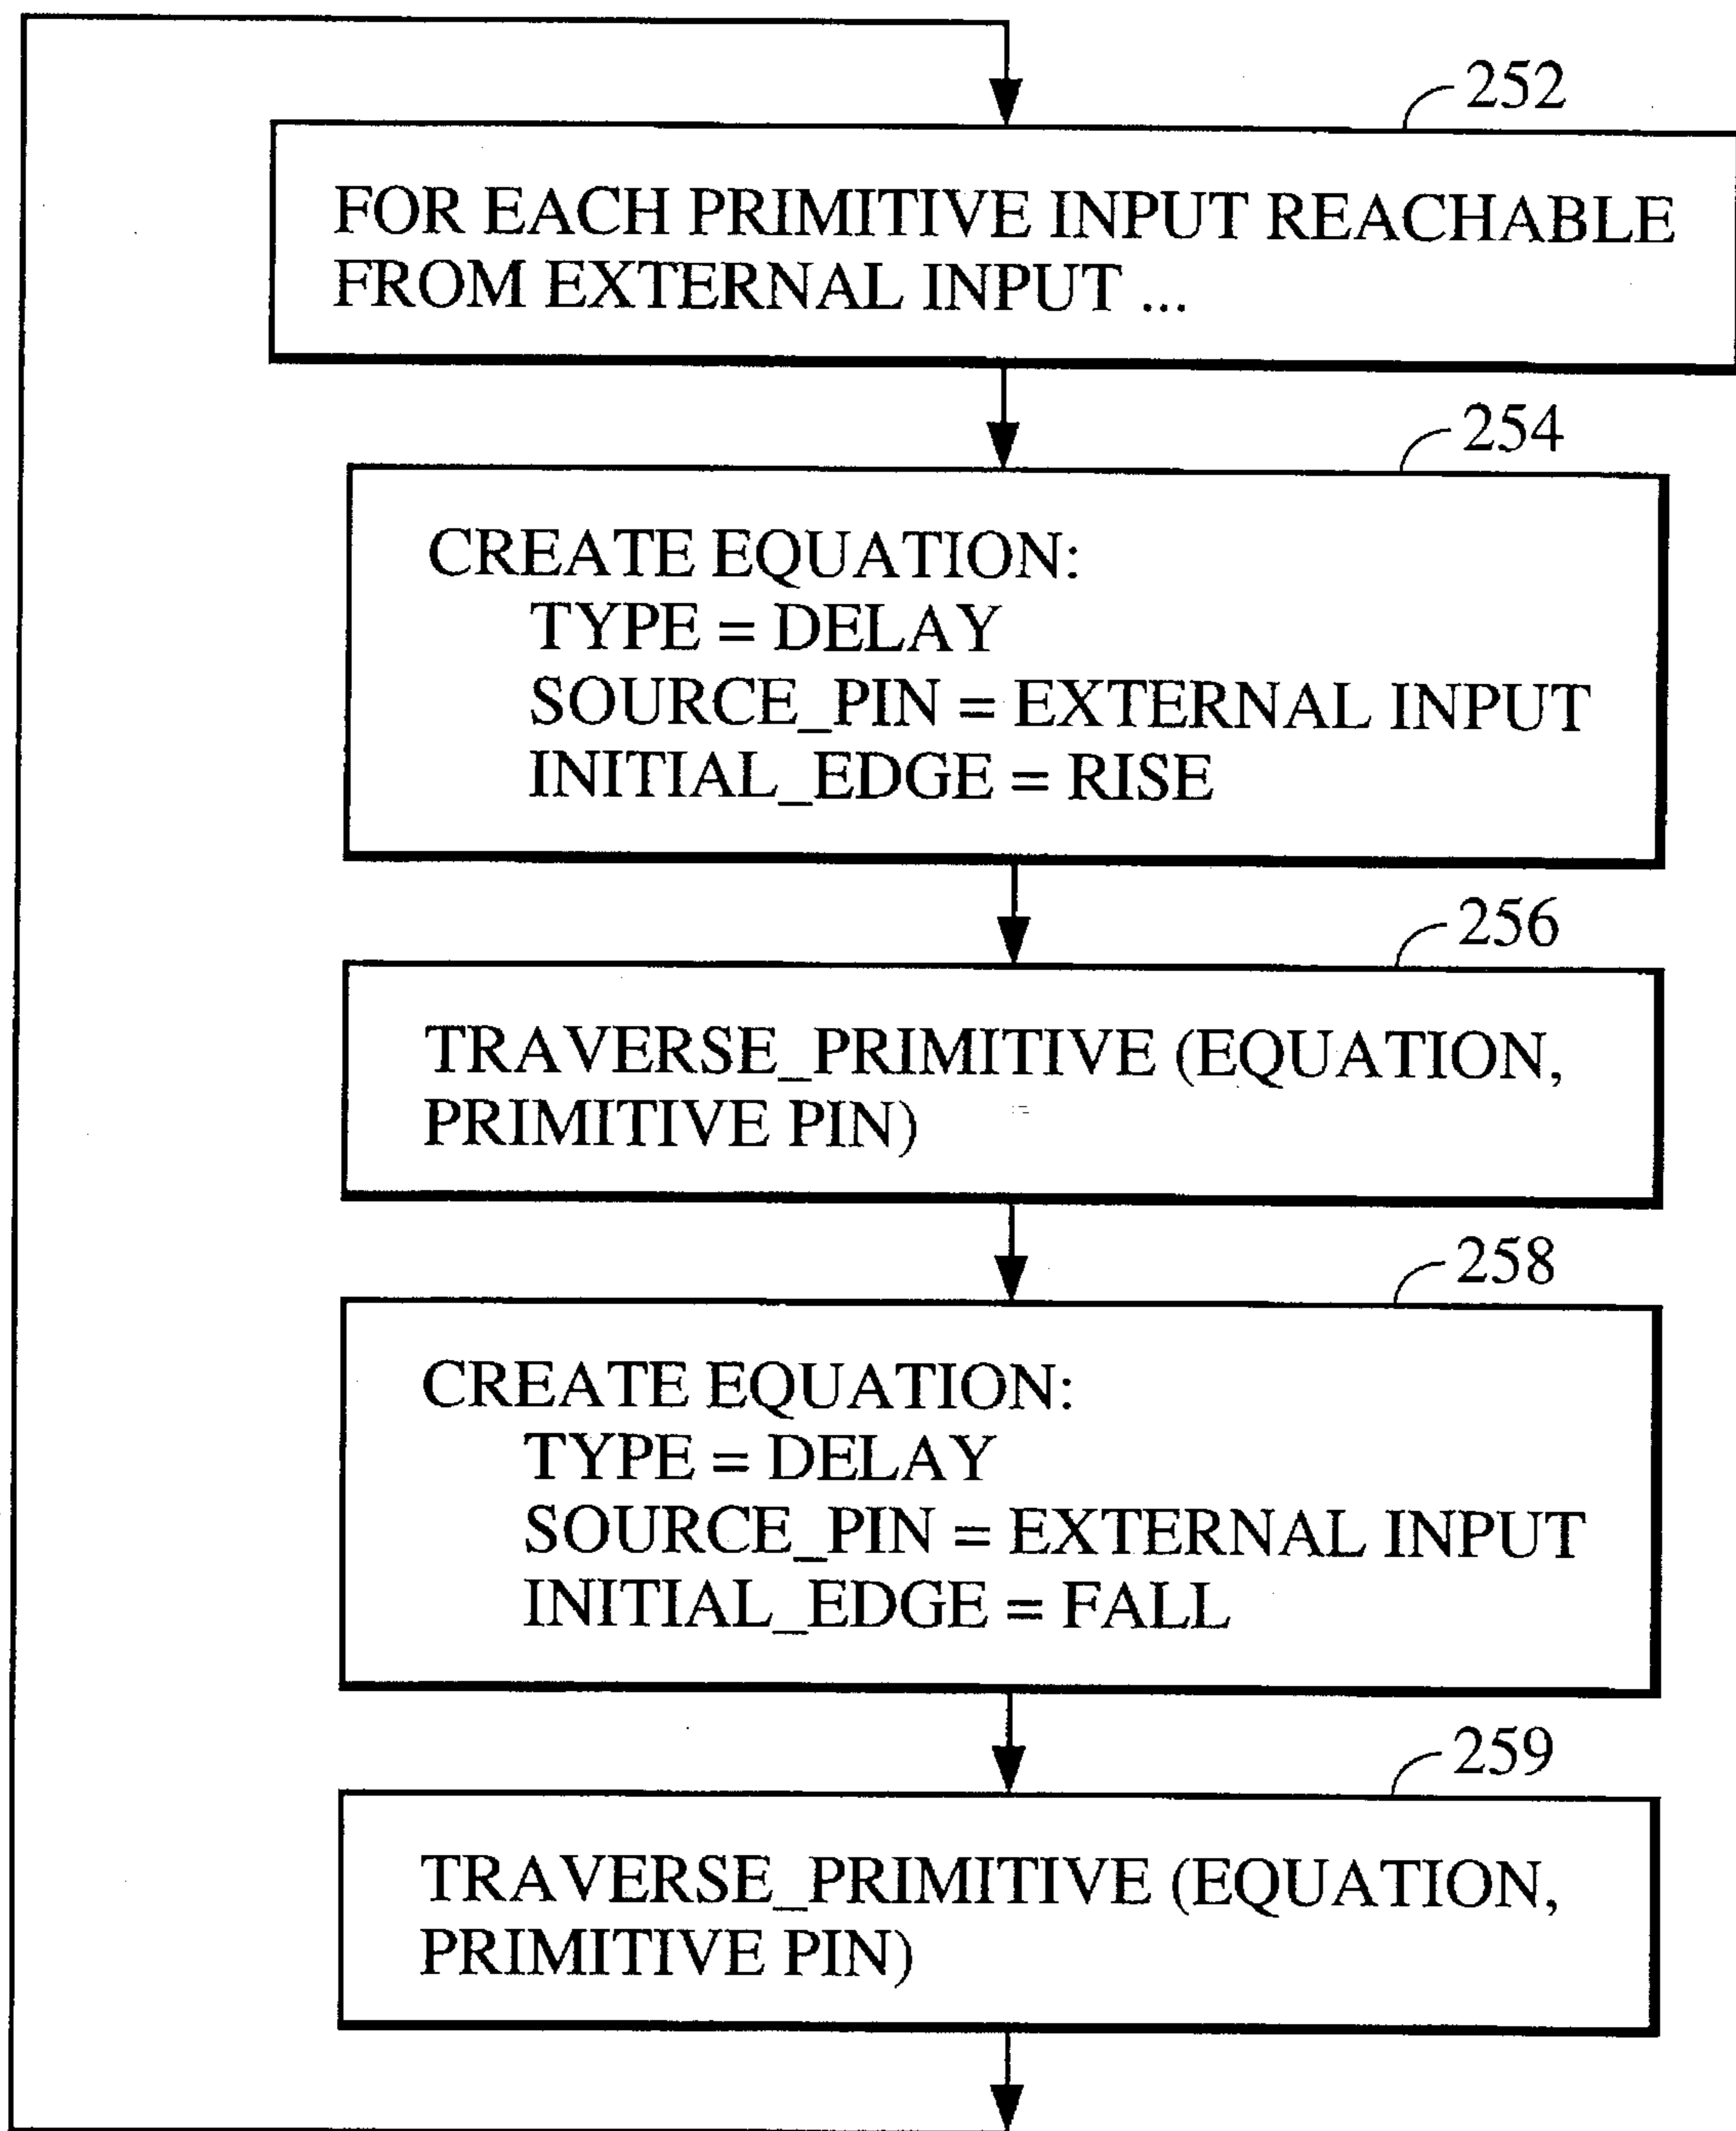 252
FOR EACH PRIMITIVE INPUT REACHABLE
FROM EXTERNAL INPUT ...
254
CREATE EQUATION:
TYPE = DELAY
SOURCE_PIN = EXTERNAL INPUT
INITIAL_EDGE = RISE
256
TRAVERSE_PRIMITIVE (EQUATION,
PRIMITIVE PIN)
258
CREATE EQUATION:
TYPE = DELAY
SOURCE_PIN = EXTERNAL INPUT
INITIAL_EDGE = FALL
259
TRAVERSE_PRIMITIVE (EQUATION,
PRIMITIVE PIN)